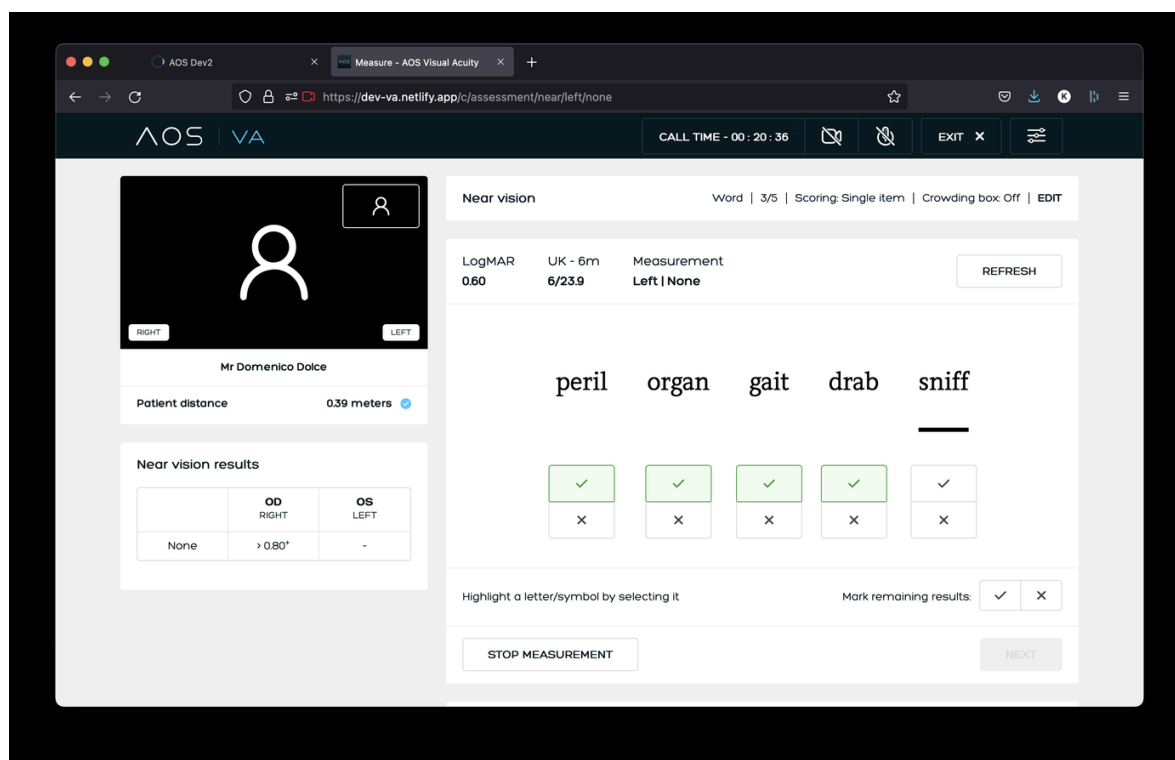 AOS Dev2
Measure - AOS Visual Acuity
https://dev-va.netlify.app/c/assessment/near/left/none
AOS | VA
CALL TIME - 00 : 20 : 36
EXIT
RIGHT
LEFT
Mr Domenico Dolce
Patient distance 0.39 meters
Near vision results
OD OS
RIGHT LEFT
None > 0.80⁺ -
Near vision
Word | 3/5 | Scoring: Single item | Crowding box: Off | EDIT
LogMAR UK - 6m Measurement
0.60 6/23.9 Left | None
REFRESH
peril organ gait drab sniff
Highlight a letter/symbol by selecting it
Mark remaining results:
STOP MEASUREMENT
NEXT